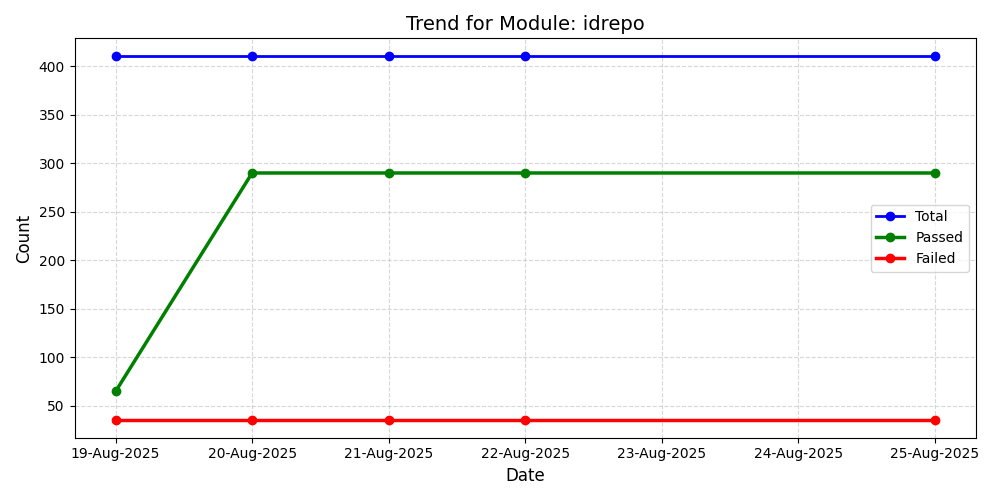 Trend for Module: idrepo
Count
400
350
300
250
200
150
100
50
Total
Passed
Failed
19-Aug-2025 20-Aug-2025 21-Aug-2025 22-Aug-2025 23-Aug-2025 24-Aug-2025 25-Aug-2025
Date